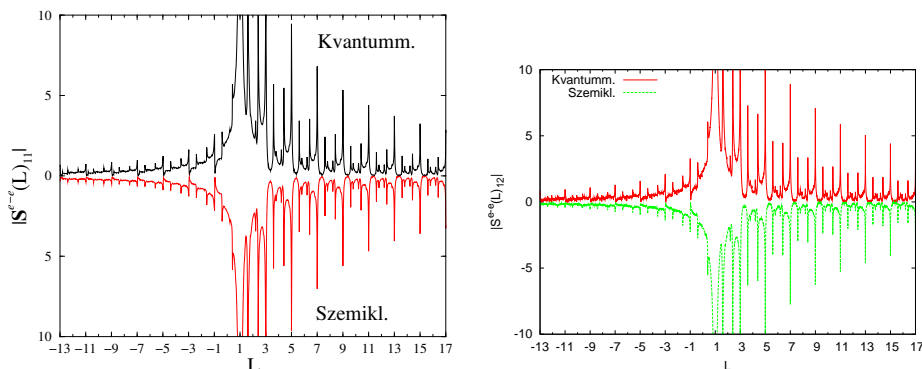 10
5
0
5
10
Kvantumm.
Szemikl.
|S^{e-e}(L)_{11}|
-13 -11 -9 -7 -5 -3 -1 1 3 5 7 9 11 13 15 17
L
10
5
0
-5
-10
Kvantumm.
Szemikl.
|S^{e-e}(L)_{12}|
-13 -11 -9 -7 -5 -3 -1 1 3 5 7 9 11 13 15 17
L